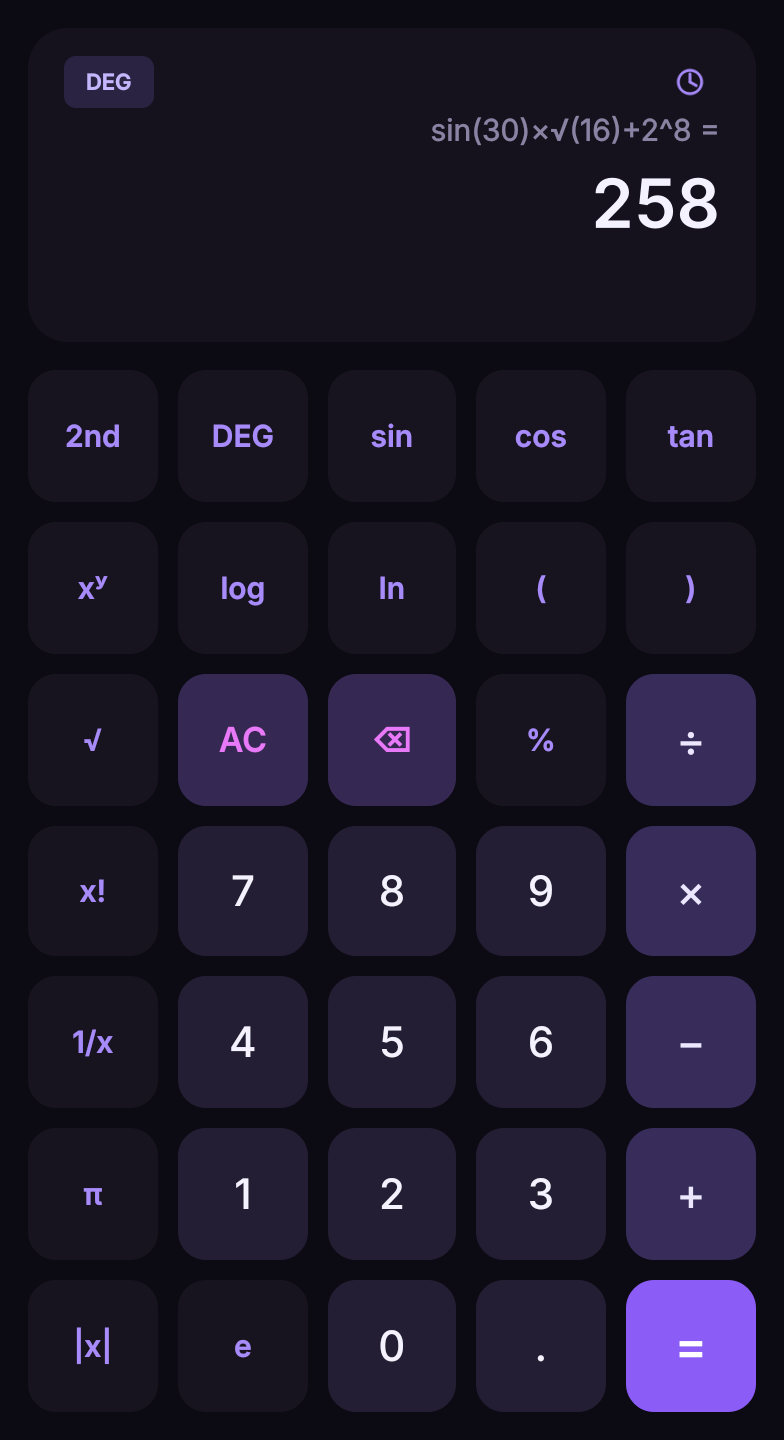 DEG
sin(30)×√(16)+2^8 =
258
2nd DEG sin cos tan
xʸ log ln ( )
√ AC ⌫ % ÷
x! 7 8 9 ×
1/x 4 5 6 −
π 1 2 3 +
|x| e 0 . =